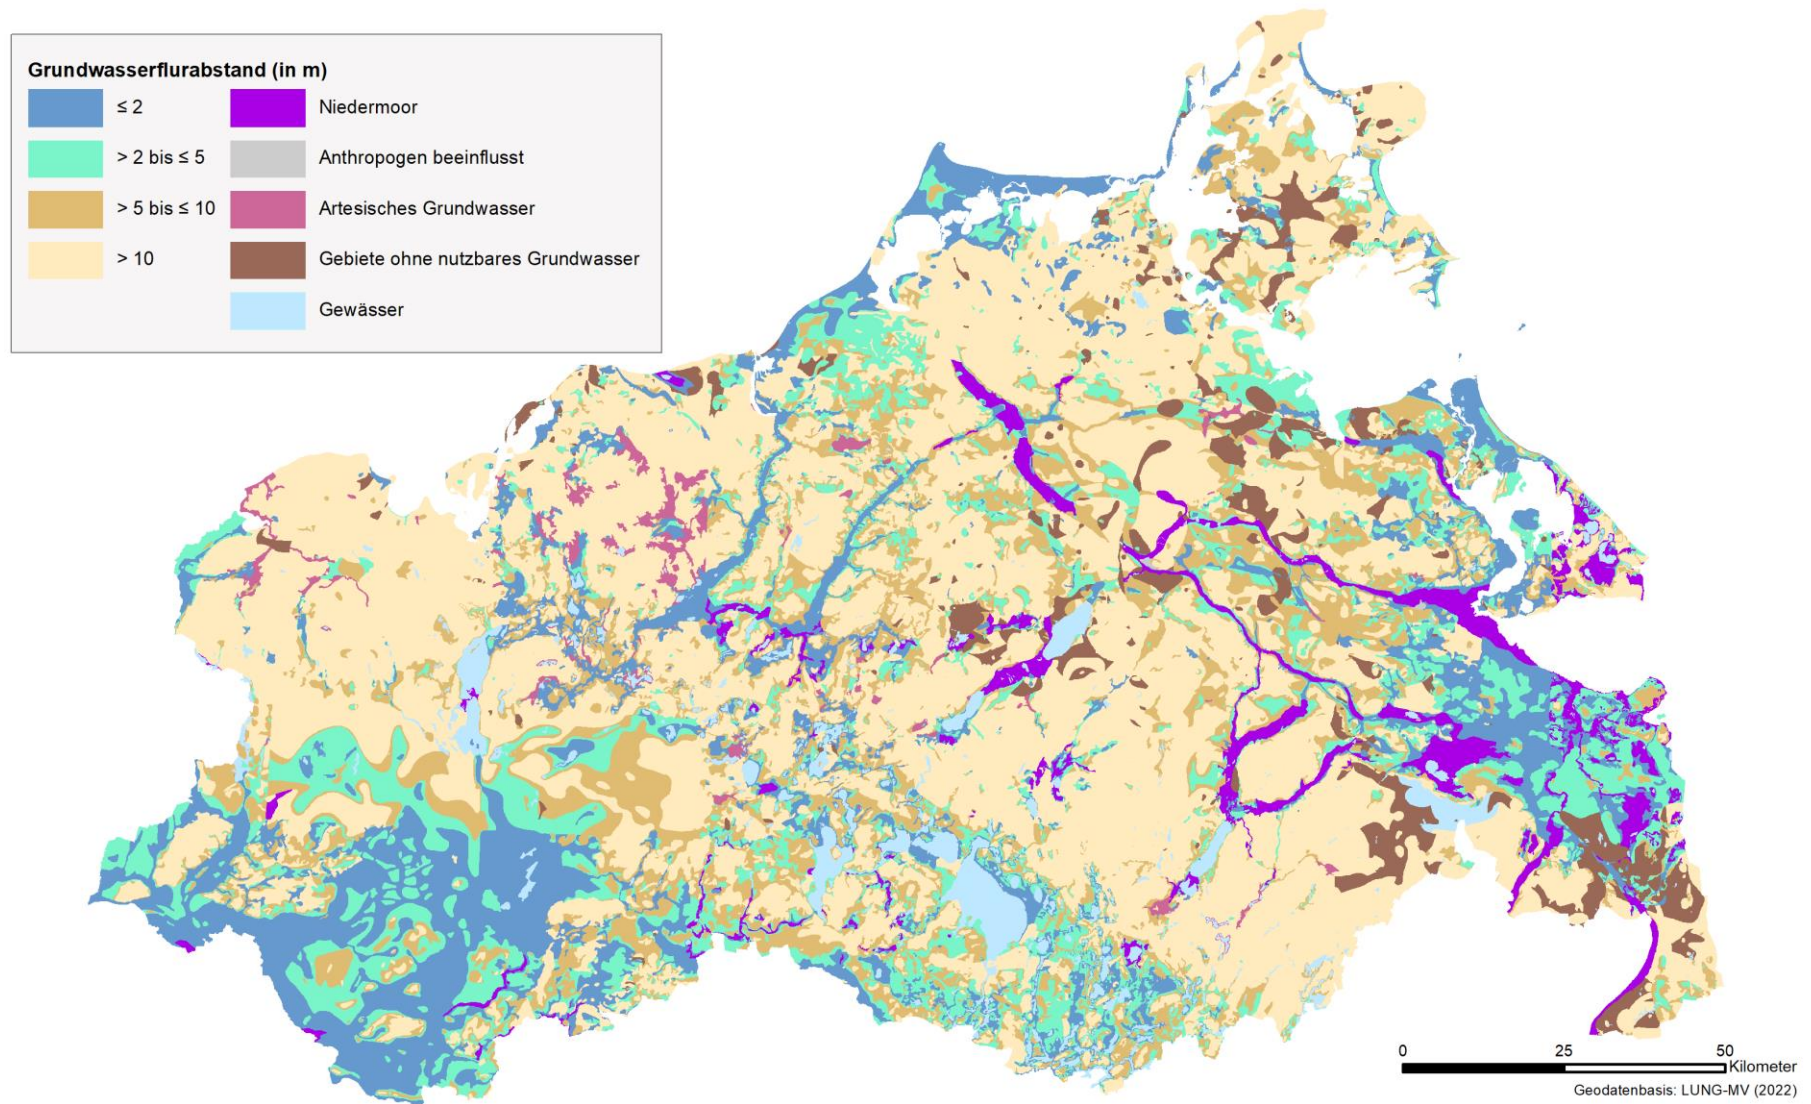 Grundwasserflurabstand (in m)
≤ 2
Niedermoor
> 2 bis ≤ 5
Anthropogen beeinflusst
> 5 bis ≤ 10
Artesisches Grundwasser
> 10
Gebiete ohne nutzbares Grundwasser
Gewässer
0 25 50
Kilometer
Geodatenbasis: LUNG-MV (2022)